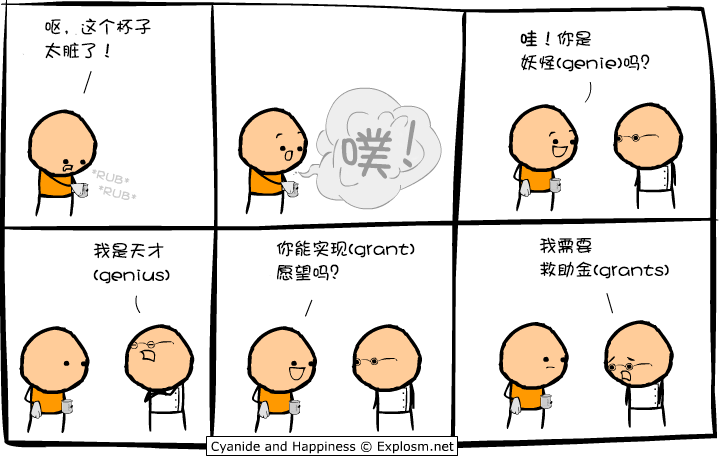 呕，这个杯子
太脏了！
*RUB*
*RUB*
噗！
哇！你是
妖怪(genie)吗？
我是天才
(genius)
你能实现(grant)
愿望吗？
我需要
救助金(grants)
Cyanide and Happiness © Explosm.net